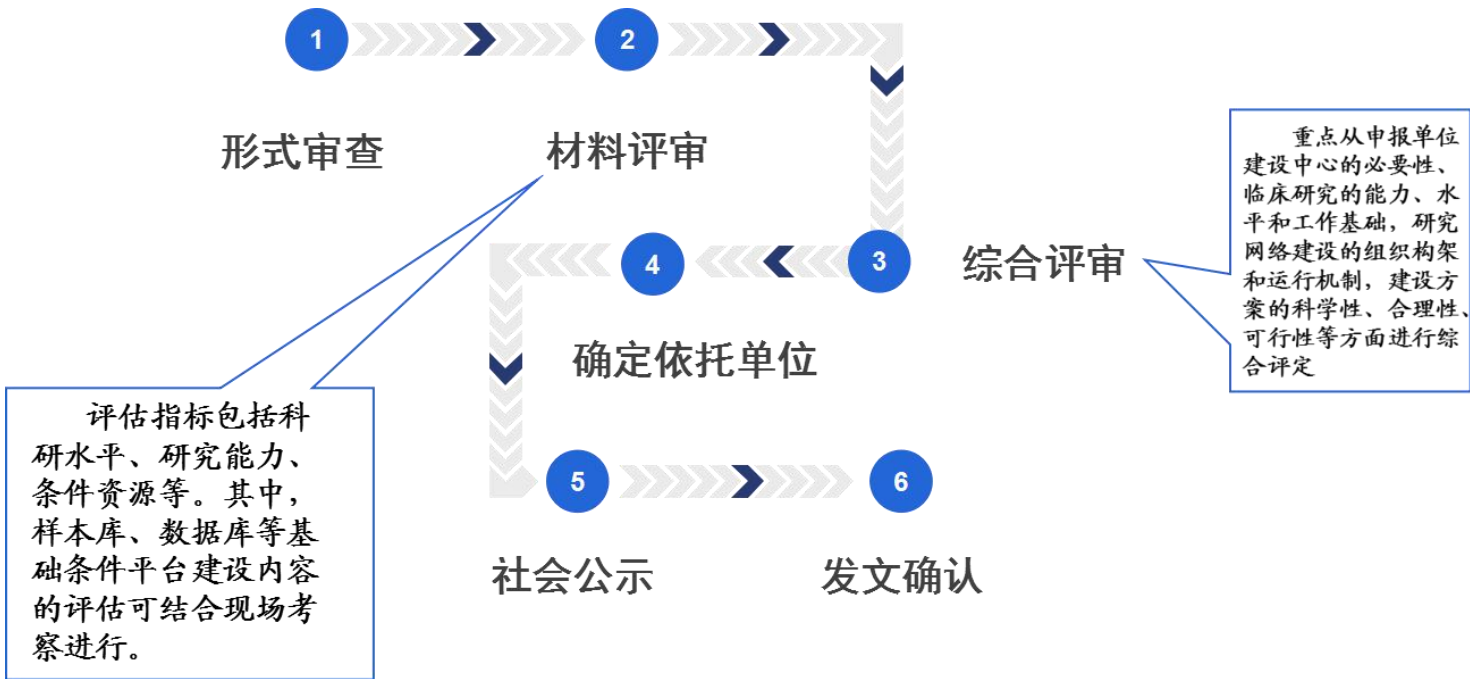 1
2
形式审查
材料评审
重点从申报单位
建设中心的必要性、
临床研究的能力、水
平和工作基础，研究
网络建设的组织构架
和运行机制，建设方
案的科学性、合理性、
可行性等方面进行综
合评定
3
综合评审
4
确定依托单位
评估指标包括科
研水平、研究能力、
条件资源等。其中，
样本库、数据库等基
础条件平台建设内容
的评估可结合现场考
察进行。
5
6
社会公示
发文确认